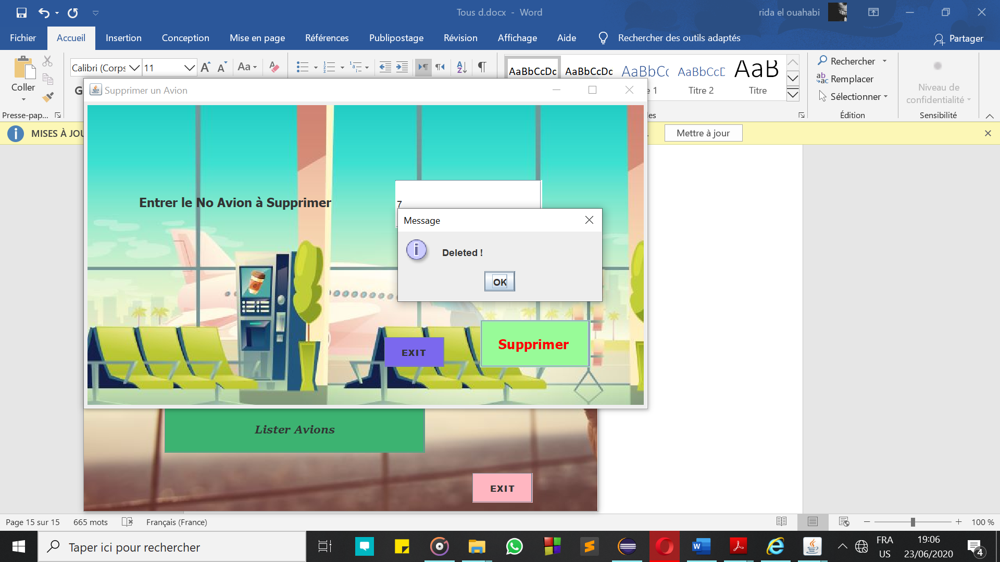 Tous d.docx - Word
rida el ouahabi
Fichier Accueil Insertion Conception Mise en page Références Publipostage Révision Affichage Aide Rechercher des outils adaptés Partager
Coller
Presse-pap...
Calibri (Corps 11
Aa
G
AaBbCcDc AaBbCcDc AaBbCc AaBbCcD AaB
e 1 Titre 2 Titre
les
Rechercher
Remplacer
Sélectionner
Édition
Niveau de
confidentialité
Sensibilité
MISES À JOU
Mettre à jour
Supprimer un Avion
Entrer le No Avion à Supprimer
7
Message
Deleted !
OK
EXIT
Supprimer
Lister Avions
EXIT
Page 15 sur 15 665 mots Français (France) 100 %
Taper ici pour rechercher
FRA
US
19:06
23/06/2020
4